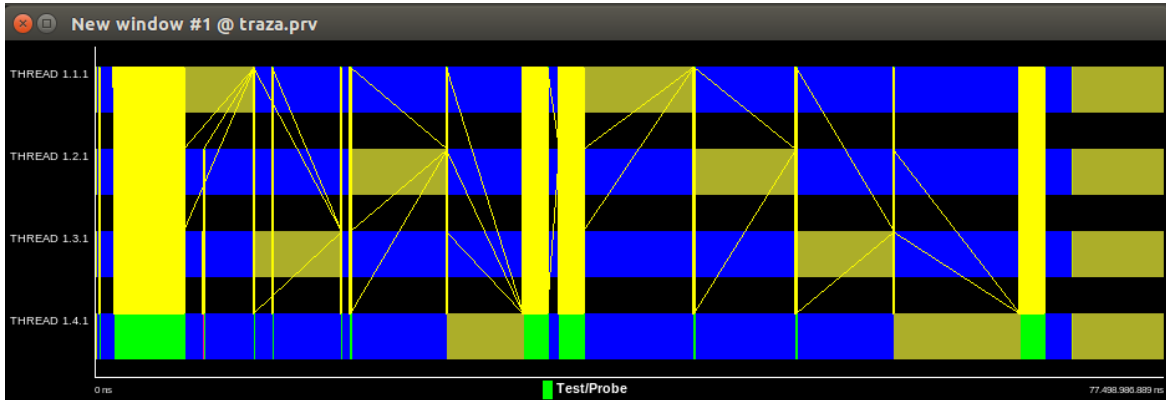 New window #1 @ traza.prv
THREAD 1.1.1
THREAD 1.2.1
THREAD 1.3.1
THREAD 1.4.1
0 ns
Test/Probe
77.498.986.889 ns